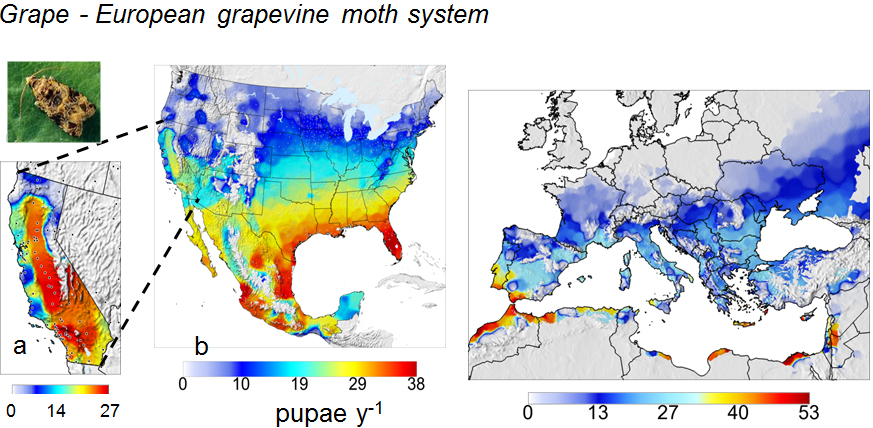 Grape - European grapevine moth system
a
b
0 14 27
0 10 19 29 38
pupae y-1
0 13 27 40 53